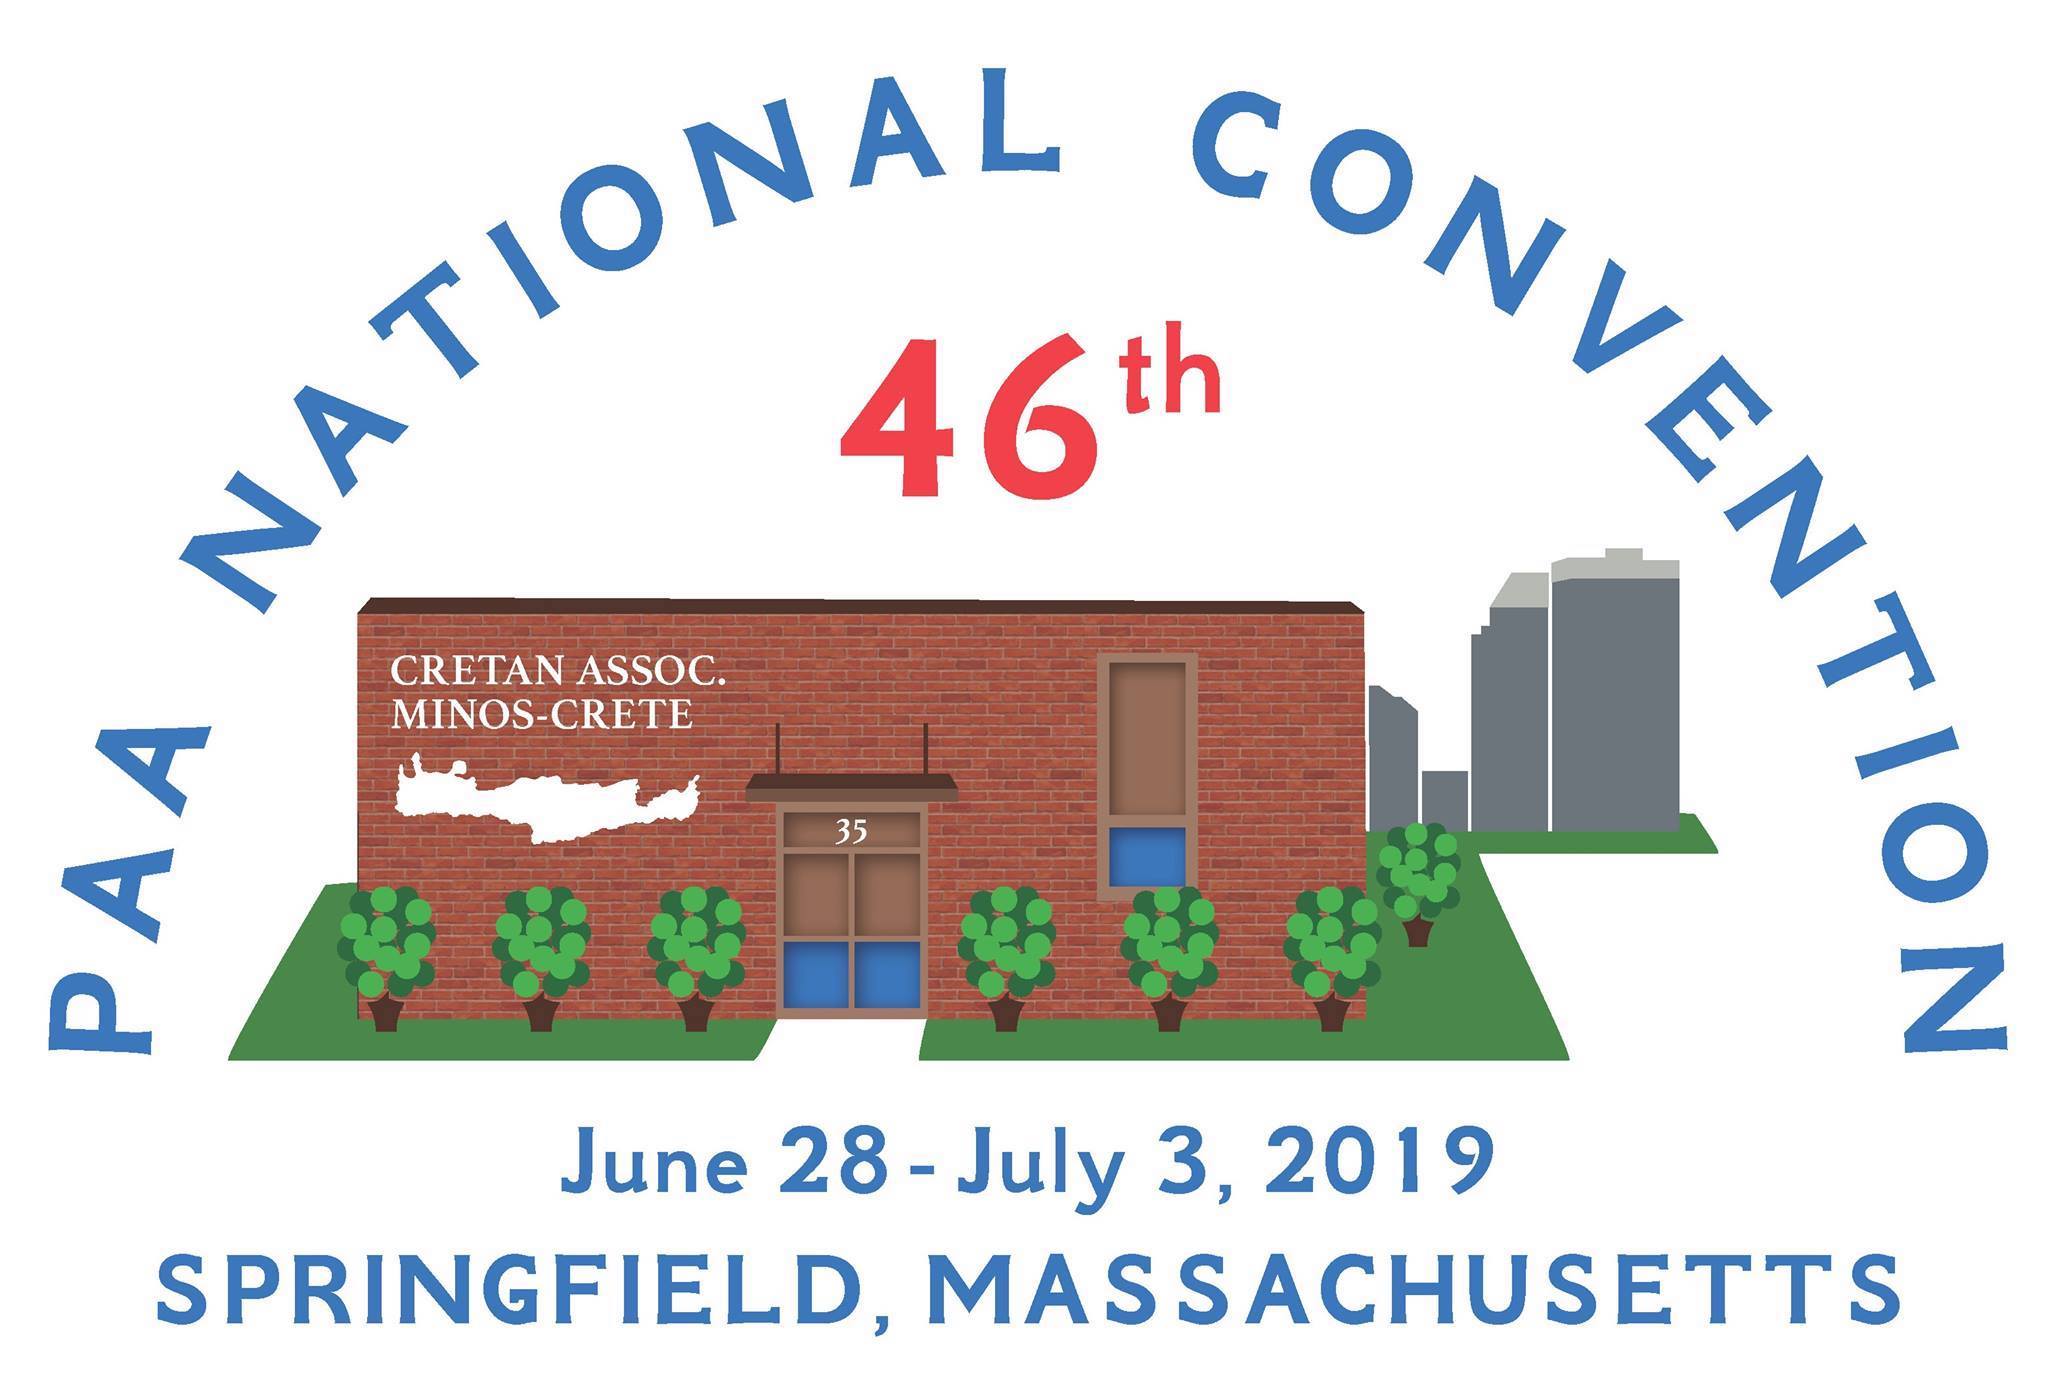 PAA NATIONAL CONVENTION
46th
CRETAN ASSOC.
MINOS-CRETE
35
June 28 - July 3, 2019
SPRINGFIELD, MASSACHUSETTS